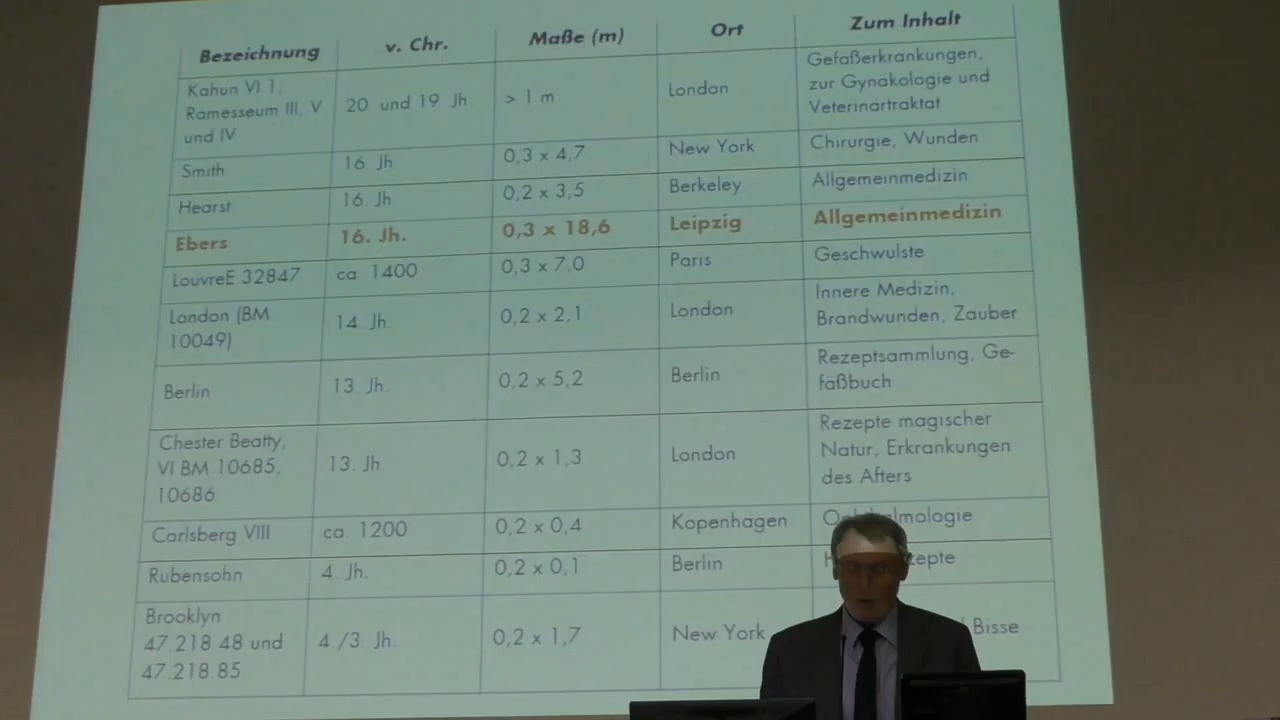 Bezeichnung v. Chr. Maße (m) Ort Zum Inhalt
Kahun VI 1, Ramesseum III, V und IV 20 und 19 Jh. > 1 m London Gefäßerkrankungen, zur Gynäkologie und Veterinärtraktat
Smith 16 Jh. 0,3 x 4,7 New York Chirurgie, Wunden
Hearst 16. Jh 0,2 x 3,5 Berkeley Allgemeinmedizin
Ebers 16. Jh. 0,3 x 18,6 Leipzig Allgemeinmedizin
LouvreE 32847 ca. 1400 0,3 x 7.0 Paris Geschwulste
London (BM 10049) 14. Jh. 0,2 x 2,1 London Innere Medizin, Brandwunden, Zauber
Berlin 13. Jh. 0,2 x 5,2 Berlin Rezeptsammlung, Ge-
fäßbuch
Chester Beatty, VI BM 10685, 10686 13. Jh. 0,2 x 1,3 London Rezepte magischer Natur, Erkrankungen des Afters
Carlsberg VIII ca. 1200 0,2 x 0,4 Kopenhagen
Rubensohn 4. Jh. 0,2 x 0,1 Berlin
Brooklyn 47.218.48 und 47.218.85 4./3. Jh. 0,2 x 1,7 New York Bisse